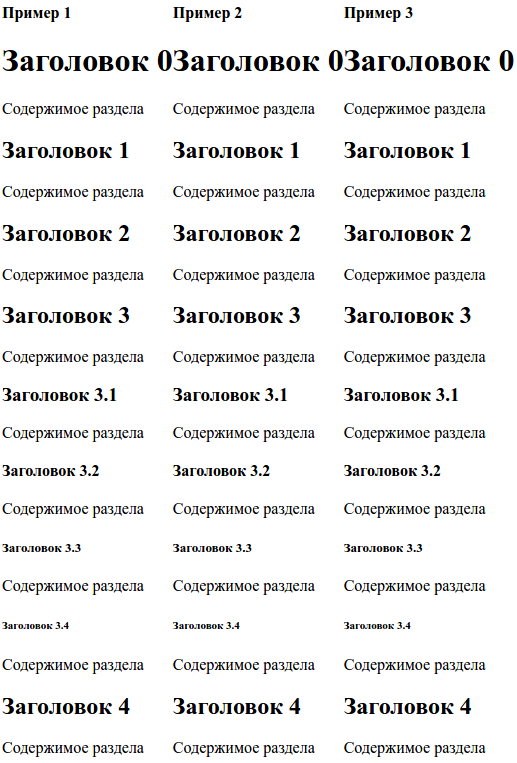 Пример 1 Пример 2 Пример 3
Заголовок 0 Заголовок 0 Заголовок 0
Содержимое раздела Содержимое раздела Содержимое раздела
Заголовок 1 Заголовок 1 Заголовок 1
Содержимое раздела Содержимое раздела Содержимое раздела
Заголовок 2 Заголовок 2 Заголовок 2
Содержимое раздела Содержимое раздела Содержимое раздела
Заголовок 3 Заголовок 3 Заголовок 3
Содержимое раздела Содержимое раздела Содержимое раздела
Заголовок 3.1 Заголовок 3.1 Заголовок 3.1
Содержимое раздела Содержимое раздела Содержимое раздела
Заголовок 3.2 Заголовок 3.2 Заголовок 3.2
Содержимое раздела Содержимое раздела Содержимое раздела
Заголовок 3.3 Заголовок 3.3 Заголовок 3.3
Содержимое раздела Содержимое раздела Содержимое раздела
Заголовок 3.4 Заголовок 3.4 Заголовок 3.4
Содержимое раздела Содержимое раздела Содержимое раздела
Заголовок 4 Заголовок 4 Заголовок 4
Содержимое раздела Содержимое раздела Содержимое раздела